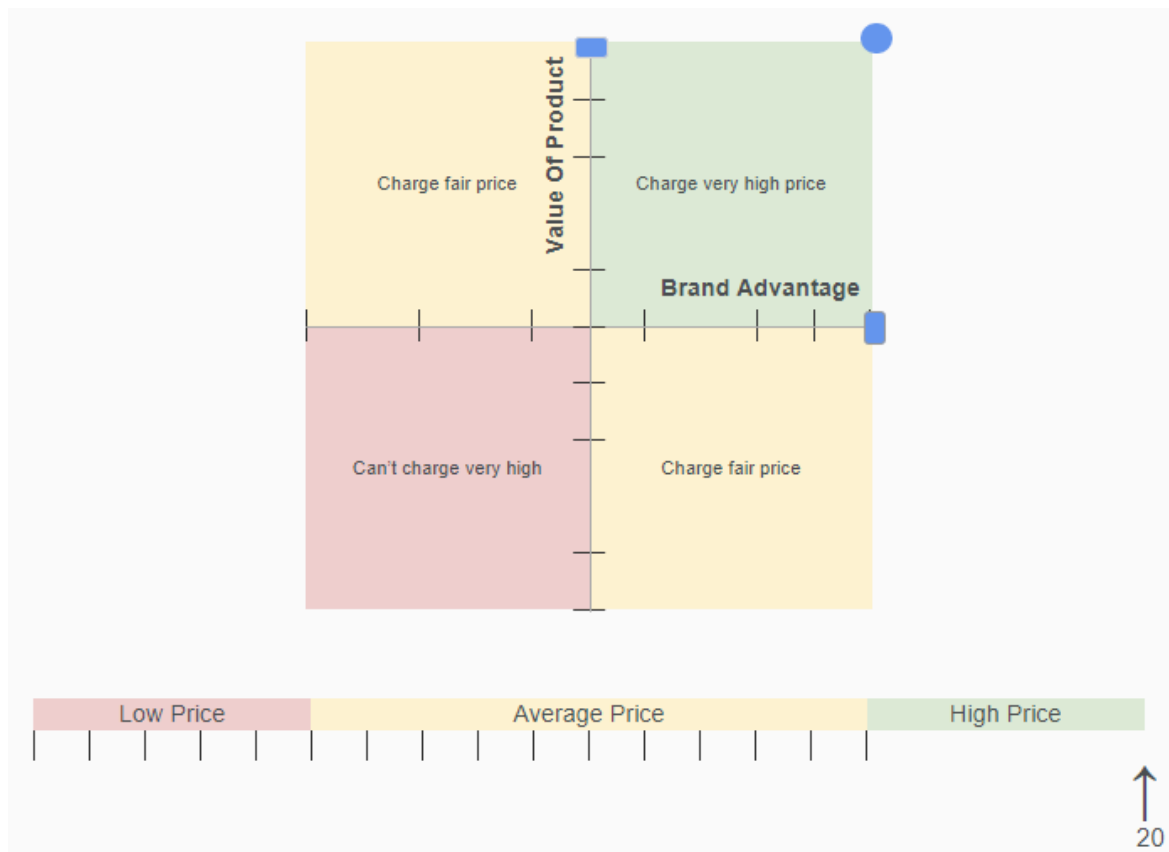 Value Of Product
Charge fair price
Charge very high price
Brand Advantage
Can't charge very high
Charge fair price
Low Price
Average Price
High Price
20